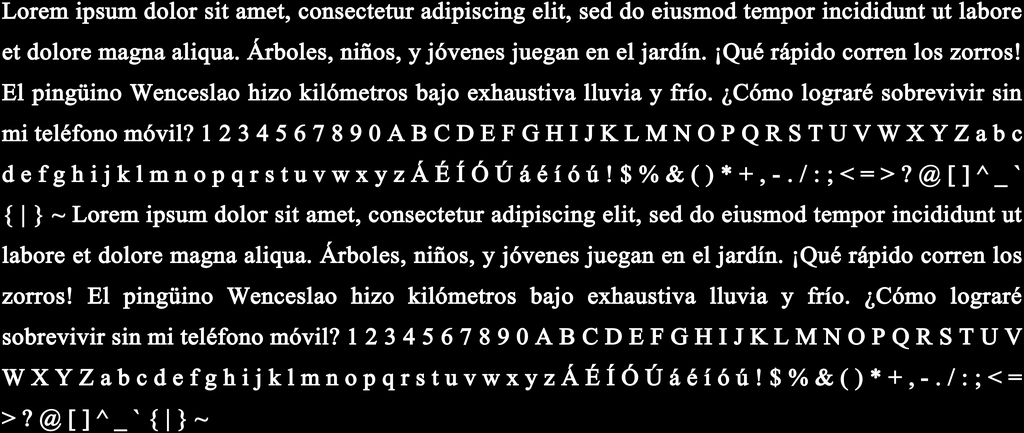 Lorem ipsum dolor sit amet, consectetur adipiscing elit, sed do eiusmod tempor incididunt ut labore
et dolore magna aliqua. Árboles, niños, y jóvenes juegan en el jardín. ¡Qué rápido corren los zorros!
El pingüino Wenceslao hizo kilómetros bajo exhaustiva lluvia y frío. ¿Cómo lograré sobrevivir sin
mi teléfono móvil? 1 2 3 4 5 6 7 8 9 0 A B C D E F G H I J K L M N O P Q R S T U V W X Y Z a b c
d e f g h i j k l m n o p q r s t u v w x y z Á É Í Ó Ú á é í ó ú ! $ % & ( ) * + , - . / : ; < = > ? @ [ ] ^ _ `
{ | } ~ Lorem ipsum dolor sit amet, consectetur adipiscing elit, sed do eiusmod tempor incididunt ut
labore et dolore magna aliqua. Árboles, niños, y jóvenes juegan en el jardín. ¡Qué rápido corren los
zorros! El pingüino Wenceslao hizo kilómetros bajo exhaustiva lluvia y frío. ¿Cómo lograré
sobrevivir sin mi teléfono móvil? 1 2 3 4 5 6 7 8 9 0 A B C D E F G H I J K L M N O P Q R S T U V
W X Y Z a b c d e f g h i j k l m n o p q r s t u v w x y z Á É Í Ó Ú á é í ó ú ! $ % & ( ) * + , - . / : ; < =
> ? @ [ ] ^ _ ` { | } ~